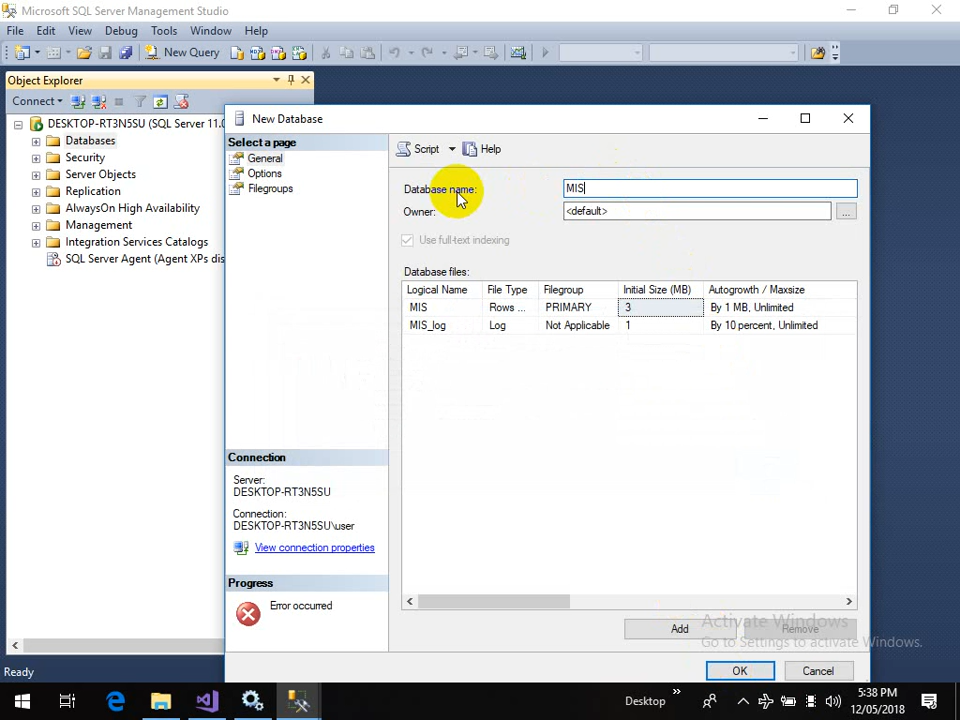 Microsoft SQL Server Management Studio
File Edit View Debug Tools Window Help
New Query
Object Explorer
Connect
DESKTOP-RT3N5SU (SQL Server 11.0
Databases
Security
Server Objects
Replication
AlwaysOn High Availability
Management
Integration Services Catalogs
SQL Server Agent (Agent XPs dis
New Database
Select a page
General
Options
Filegroups
Script Help
Database name: MIS
Owner: <default> ...
Use full-text indexing
Database files:
Logical Name File Type Filegroup Initial Size (MB) Autogrowth / Maxsize
MIS Rows ... PRIMARY 3 By 1 MB, Unlimited
MIS_log Log Not Applicable 1 By 10 percent, Unlimited
Connection
Server:
DESKTOP-RT3N5SU
Connection:
DESKTOP-RT3N5SU\user
View connection properties
Progress
Error occurred
Add Remove
Activate Windows
Go to Settings to activate Windows.
OK Cancel
Ready
Desktop
5:38 PM
12/05/2018